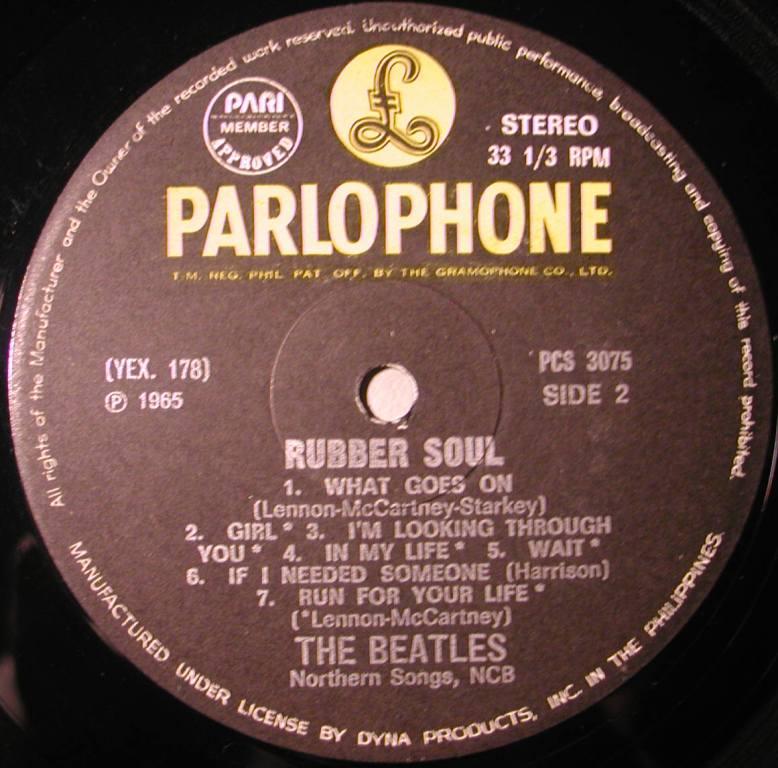 All rights of the Manufacturer and the Owner of the recorded work reserved. Unauthorized public performance, broadcasting and copying of this record prohibited.
PARI
MEMBER
APPROVED
£
STEREO
33 1/3 RPM
PARLOPHONE
T.M. REG. PHIL. PAT. OFF. BY THE GRAMOPHONE CO., LTD.
(YEX. 178)
℗ 1965
PCS 3075
SIDE 2
RUBBER SOUL
1. WHAT GOES ON
(Lennon-McCartney-Starkey)
2. GIRL* 3. I'M LOOKING THROUGH
YOU* 4. IN MY LIFE* 5. WAIT*
6. IF I NEEDED SOMEONE (Harrison)
7. RUN FOR YOUR LIFE*
(*Lennon-McCartney)
THE BEATLES
Northern Songs, NCB
MANUFACTURED UNDER LICENSE BY DYNA PRODUCTS, INC. IN THE PHILIPPINES